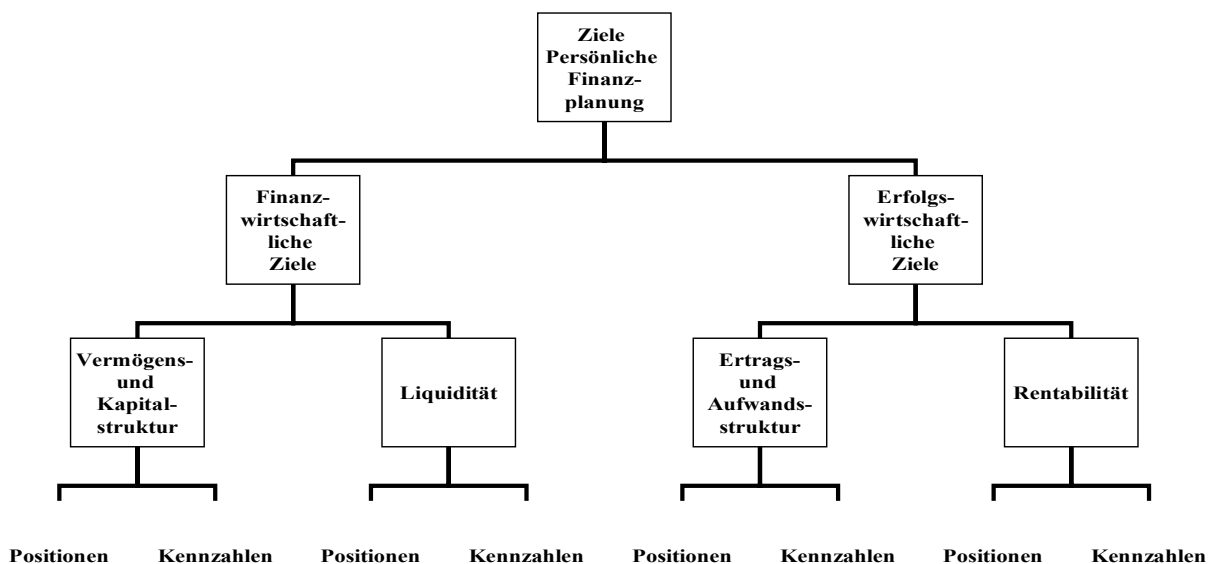 Ziele
Persönliche
Finanz-
planung
Finanz-
wirtschaft-
liche
Ziele
Erfolgs-
wirtschaft-
liche
Ziele
Vermögens-
und
Kapital-
struktur
Liquidität
Ertrags-
und
Aufwands-
struktur
Rentabilität
Positionen Kennzahlen Positionen Kennzahlen Positionen Kennzahlen Positionen Kennzahlen